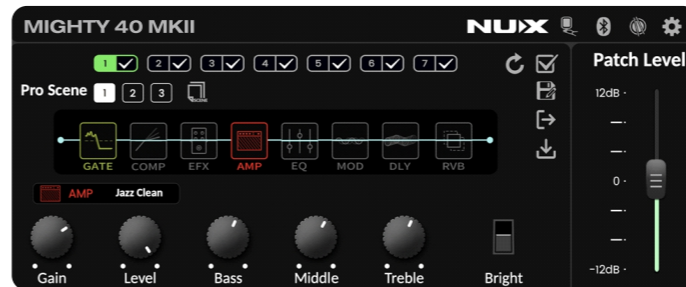 MIGHTY 40 MKII
NUX
1 2 3 4 5 6 7
Patch Level
Pro Scene 1 2 3
SCENE
12dB
0
-12dB
GATE COMP EFX AMP EQ MOD DLY RVB
AMP Jazz Clean
Gain Level Bass Middle Treble Bright